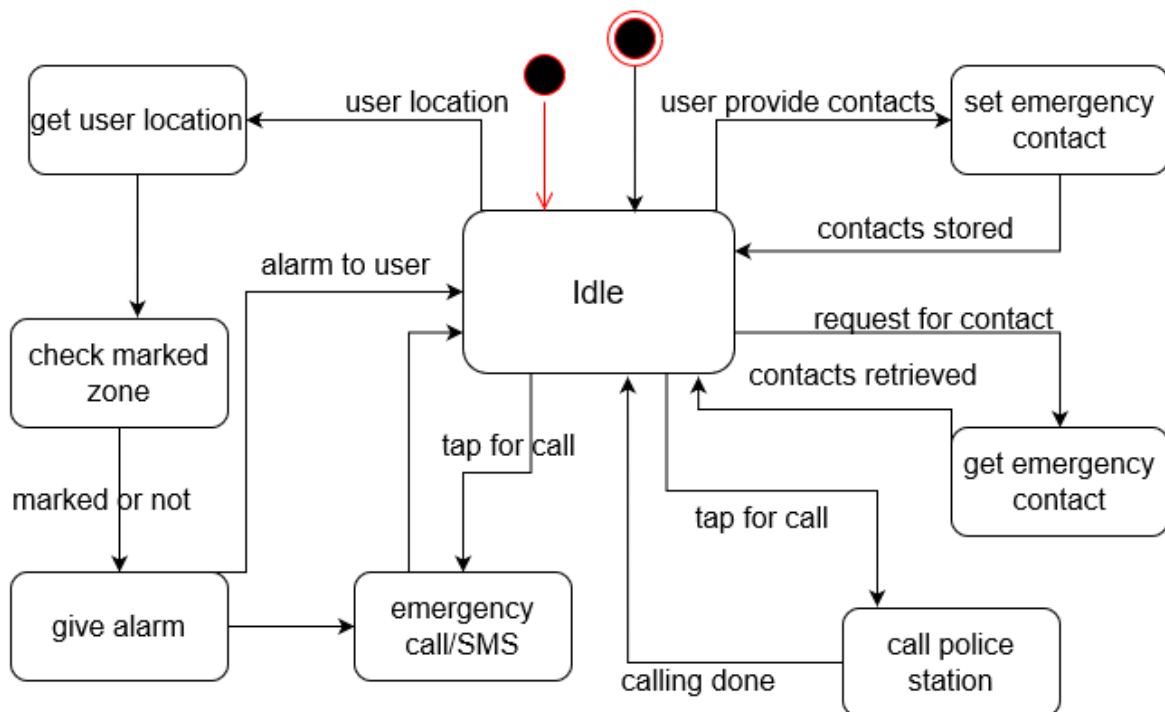 user location
user provide contacts
get user location
set emergency
contact
contacts stored
alarm to user
Idle
request for contact
check marked
zone
contacts retrieved
tap for call
get emergency
contact
marked or not
tap for call
give alarm
emergency
call/SMS
call police
station
calling done